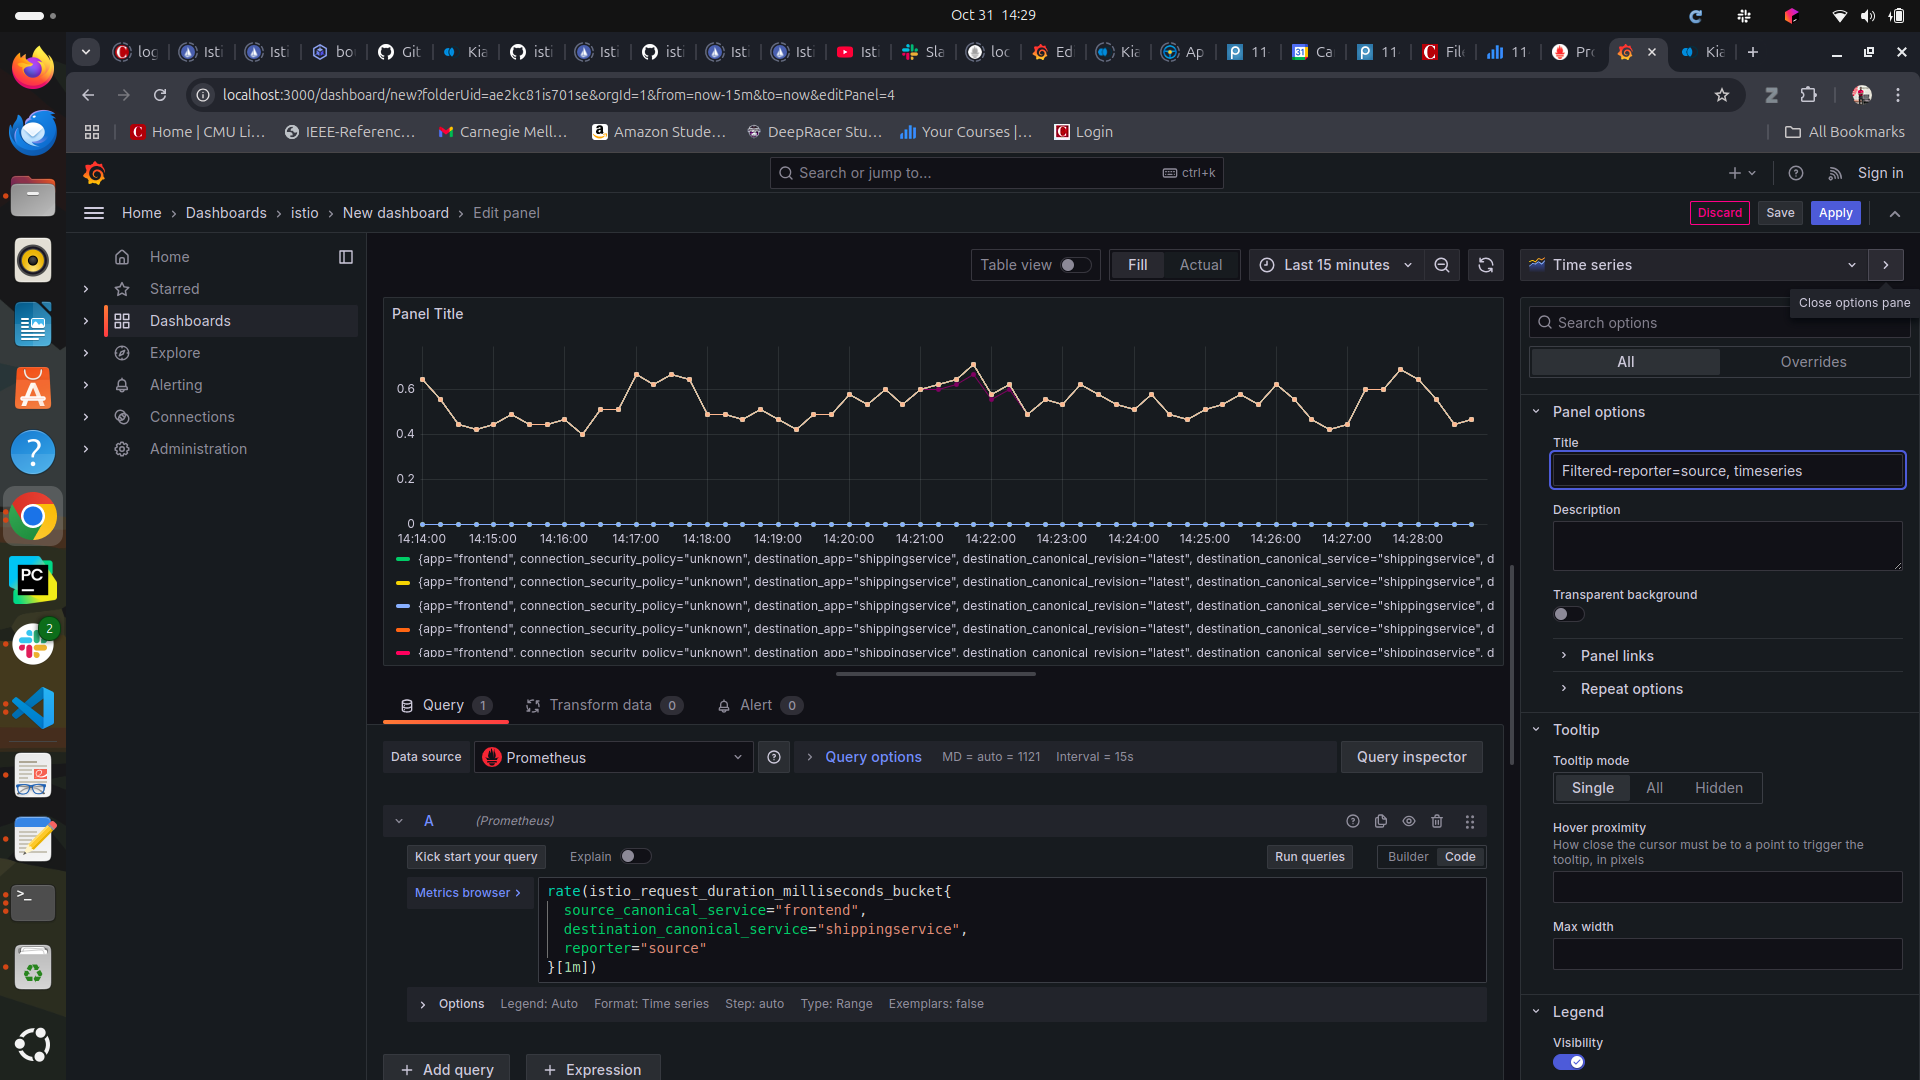 Oct 31 14:29
log
Isti
Isti
bo
Git
Kia
isti
Isti
isti
Isti
Isti
Isti
Sla
loc
Edi
Kia
Ap
11-
Ca
11-
File
11-
Pro
Kia
localhost:3000/dashboard/new?folderUid=ae2kc81is701se&orgId=1&from=now-15m&to=now&editPanel=4
Home | CMU Li...
IEEE-Referenc...
Carnegie Mell...
Amazon Stude...
DeepRacer Stu...
Your Courses |...
Login
All Bookmarks
Search or jump to...
ctrl+k
Sign in
Home › Dashboards › istio › New dashboard › Edit panel
Discard
Save
Apply
Home
Starred
Dashboards
Explore
Alerting
Connections
Administration
Table view
Fill
Actual
Last 15 minutes
Time series
Close options pane
Panel Title
0.6
0.4
0.2
0
14:14:00 14:15:00 14:16:00 14:17:00 14:18:00 14:19:00 14:20:00 14:21:00 14:22:00 14:23:00 14:24:00 14:25:00 14:26:00 14:27:00 14:28:00
{app="frontend", connection_security_policy="unknown", destination_app="shippingservice", destination_canonical_revision="latest", destination_canonical_service="shippingservice", d
{app="frontend", connection_security_policy="unknown", destination_app="shippingservice", destination_canonical_revision="latest", destination_canonical_service="shippingservice", d
{app="frontend", connection_security_policy="unknown", destination_app="shippingservice", destination_canonical_revision="latest", destination_canonical_service="shippingservice", d
{app="frontend", connection_security_policy="unknown", destination_app="shippingservice", destination_canonical_revision="latest", destination_canonical_service="shippingservice", d
{app="frontend", connection_security_policy="unknown", destination_app="shippingservice", destination_canonical_revision="latest", destination_canonical_service="shippingservice", d
Query 1
Transform data 0
Alert 0
Data source
Prometheus
Query options
MD = auto = 1121
Interval = 15s
Query inspector
A
(Prometheus)
Kick start your query
Explain
Run queries
Builder
Code
Metrics browser >
rate(istio_request_duration_milliseconds_bucket{
source_canonical_service="frontend",
destination_canonical_service="shippingservice",
reporter="source"
}[1m])
Options
Legend: Auto
Format: Time series
Step: auto
Type: Range
Exemplars: false
+ Add query
+ Expression
Search options
All
Overrides
Panel options
Title
Filtered-reporter=source, timeseries
Description
Transparent background
Panel links
Repeat options
Tooltip
Tooltip mode
Single
All
Hidden
Hover proximity
How close the cursor must be to a point to trigger the
tooltip, in pixels
Max width
Legend
Visibility
PC
2